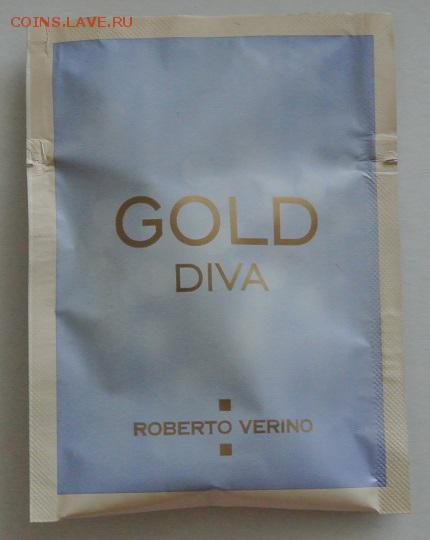 COINS.LAVE.RU
GOLD
DIVA
ROBERTO VERINO